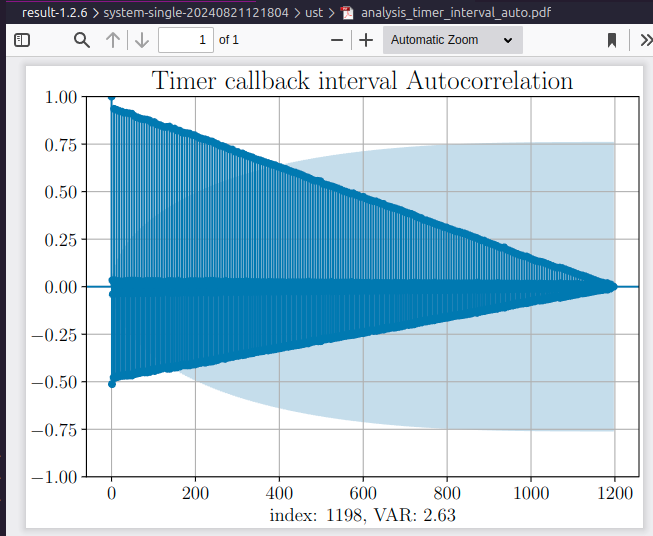 result-1.2.6 > system-single-20240821121804 > ust > analysis_timer_interval_auto.pdf
1 of 1 Automatic Zoom
Timer callback interval Autocorrelation
1.00
0.75
0.50
0.25
0.00
−0.25
−0.50
−0.75
−1.00
0 200 400 600 800 1000 1200
index: 1198, VAR: 2.63